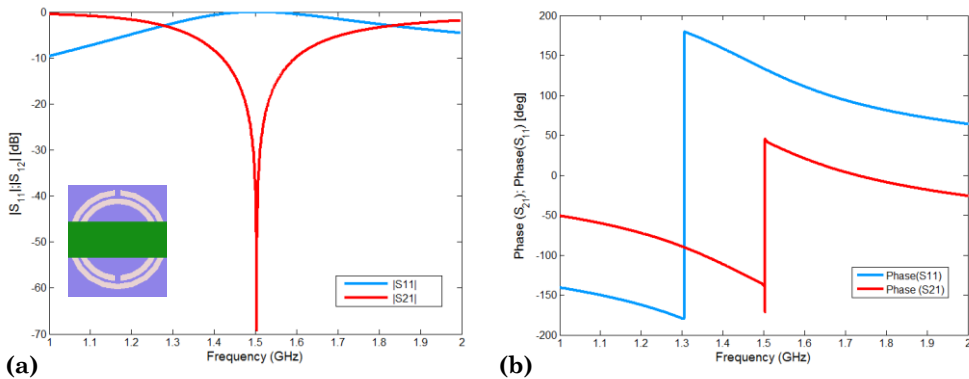 0
-10
-20
-30
-40
-50
-60
-70
|S11|;|S12| [dB]
1 1.1 1.2 1.3 1.4 1.5 1.6 1.7 1.8 1.9 2
Frequency (GHz)
|S11|
|S21|
(a)
200
150
100
50
0
-50
-100
-150
-200
Phase (S21); Phase(S11) [deg]
1 1.1 1.2 1.3 1.4 1.5 1.6 1.7 1.8 1.9 2
Frequency (GHz)
Phase(S11)
Phase (S21)
(b)